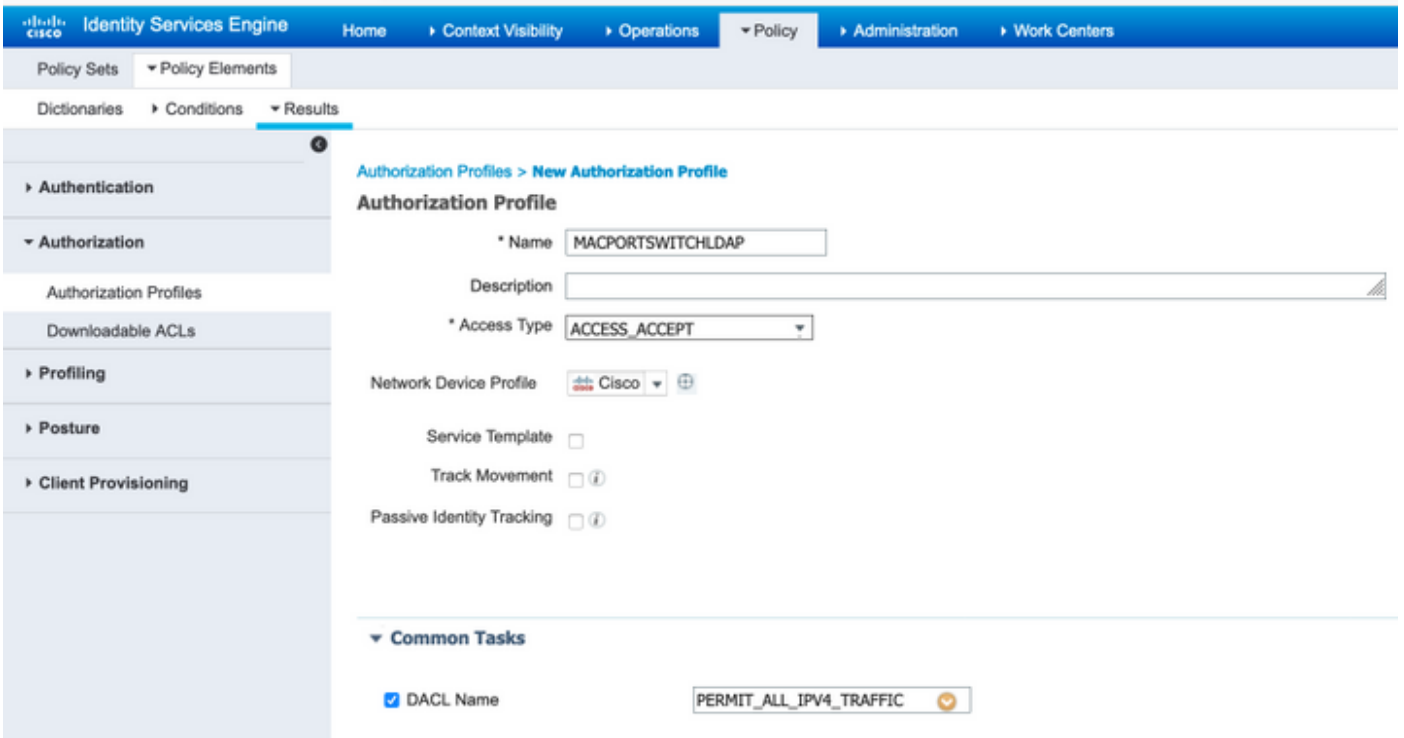 cisco Identity Services Engine Home Context Visibility Operations Policy Administration Work Centers
Policy Sets Policy Elements
Dictionaries Conditions Results
Authentication
Authorization
Authorization Profiles
Downloadable ACLs
Profiling
Posture
Client Provisioning
Authorization Profiles > New Authorization Profile
Authorization Profile
* Name MACPORTSWITCHLDAP
Description
* Access Type ACCESS_ACCEPT
Network Device Profile cisco Cisco
Service Template
Track Movement i
Passive Identity Tracking i
Common Tasks
DACL Name PERMIT_ALL_IPV4_TRAFFIC